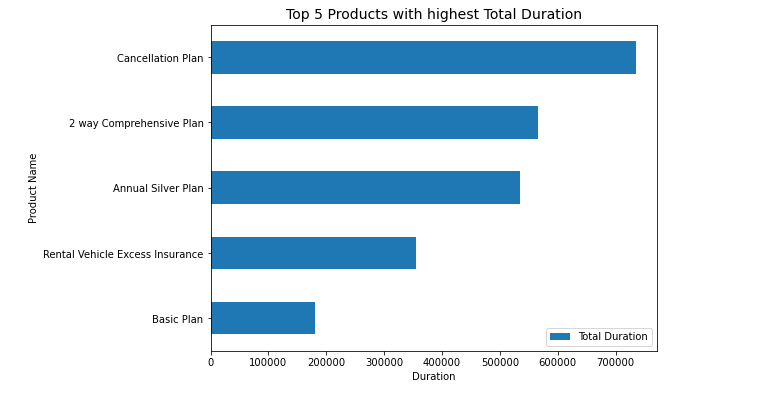 Top 5 Products with highest Total Duration
Cancellation Plan
2 way Comprehensive Plan
Annual Silver Plan
Rental Vehicle Excess Insurance
Basic Plan
Product Name
Total Duration
0 100000 200000 300000 400000 500000 600000 700000
Duration